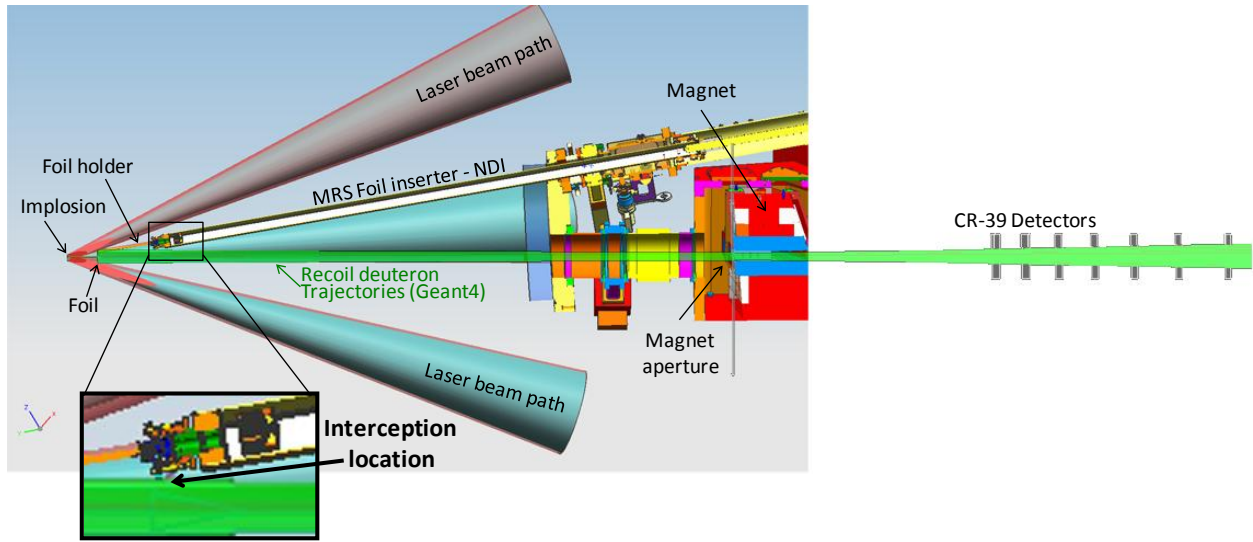 Laser beam path
Magnet
Foil holder
MRS Foil inserter - NDI
Implosion
CR-39 Detectors
Recoil deuteron
Trajectories (Geant4)
Foil
Magnet
aperture
Laser beam path
Interception
location
Z
X
Y